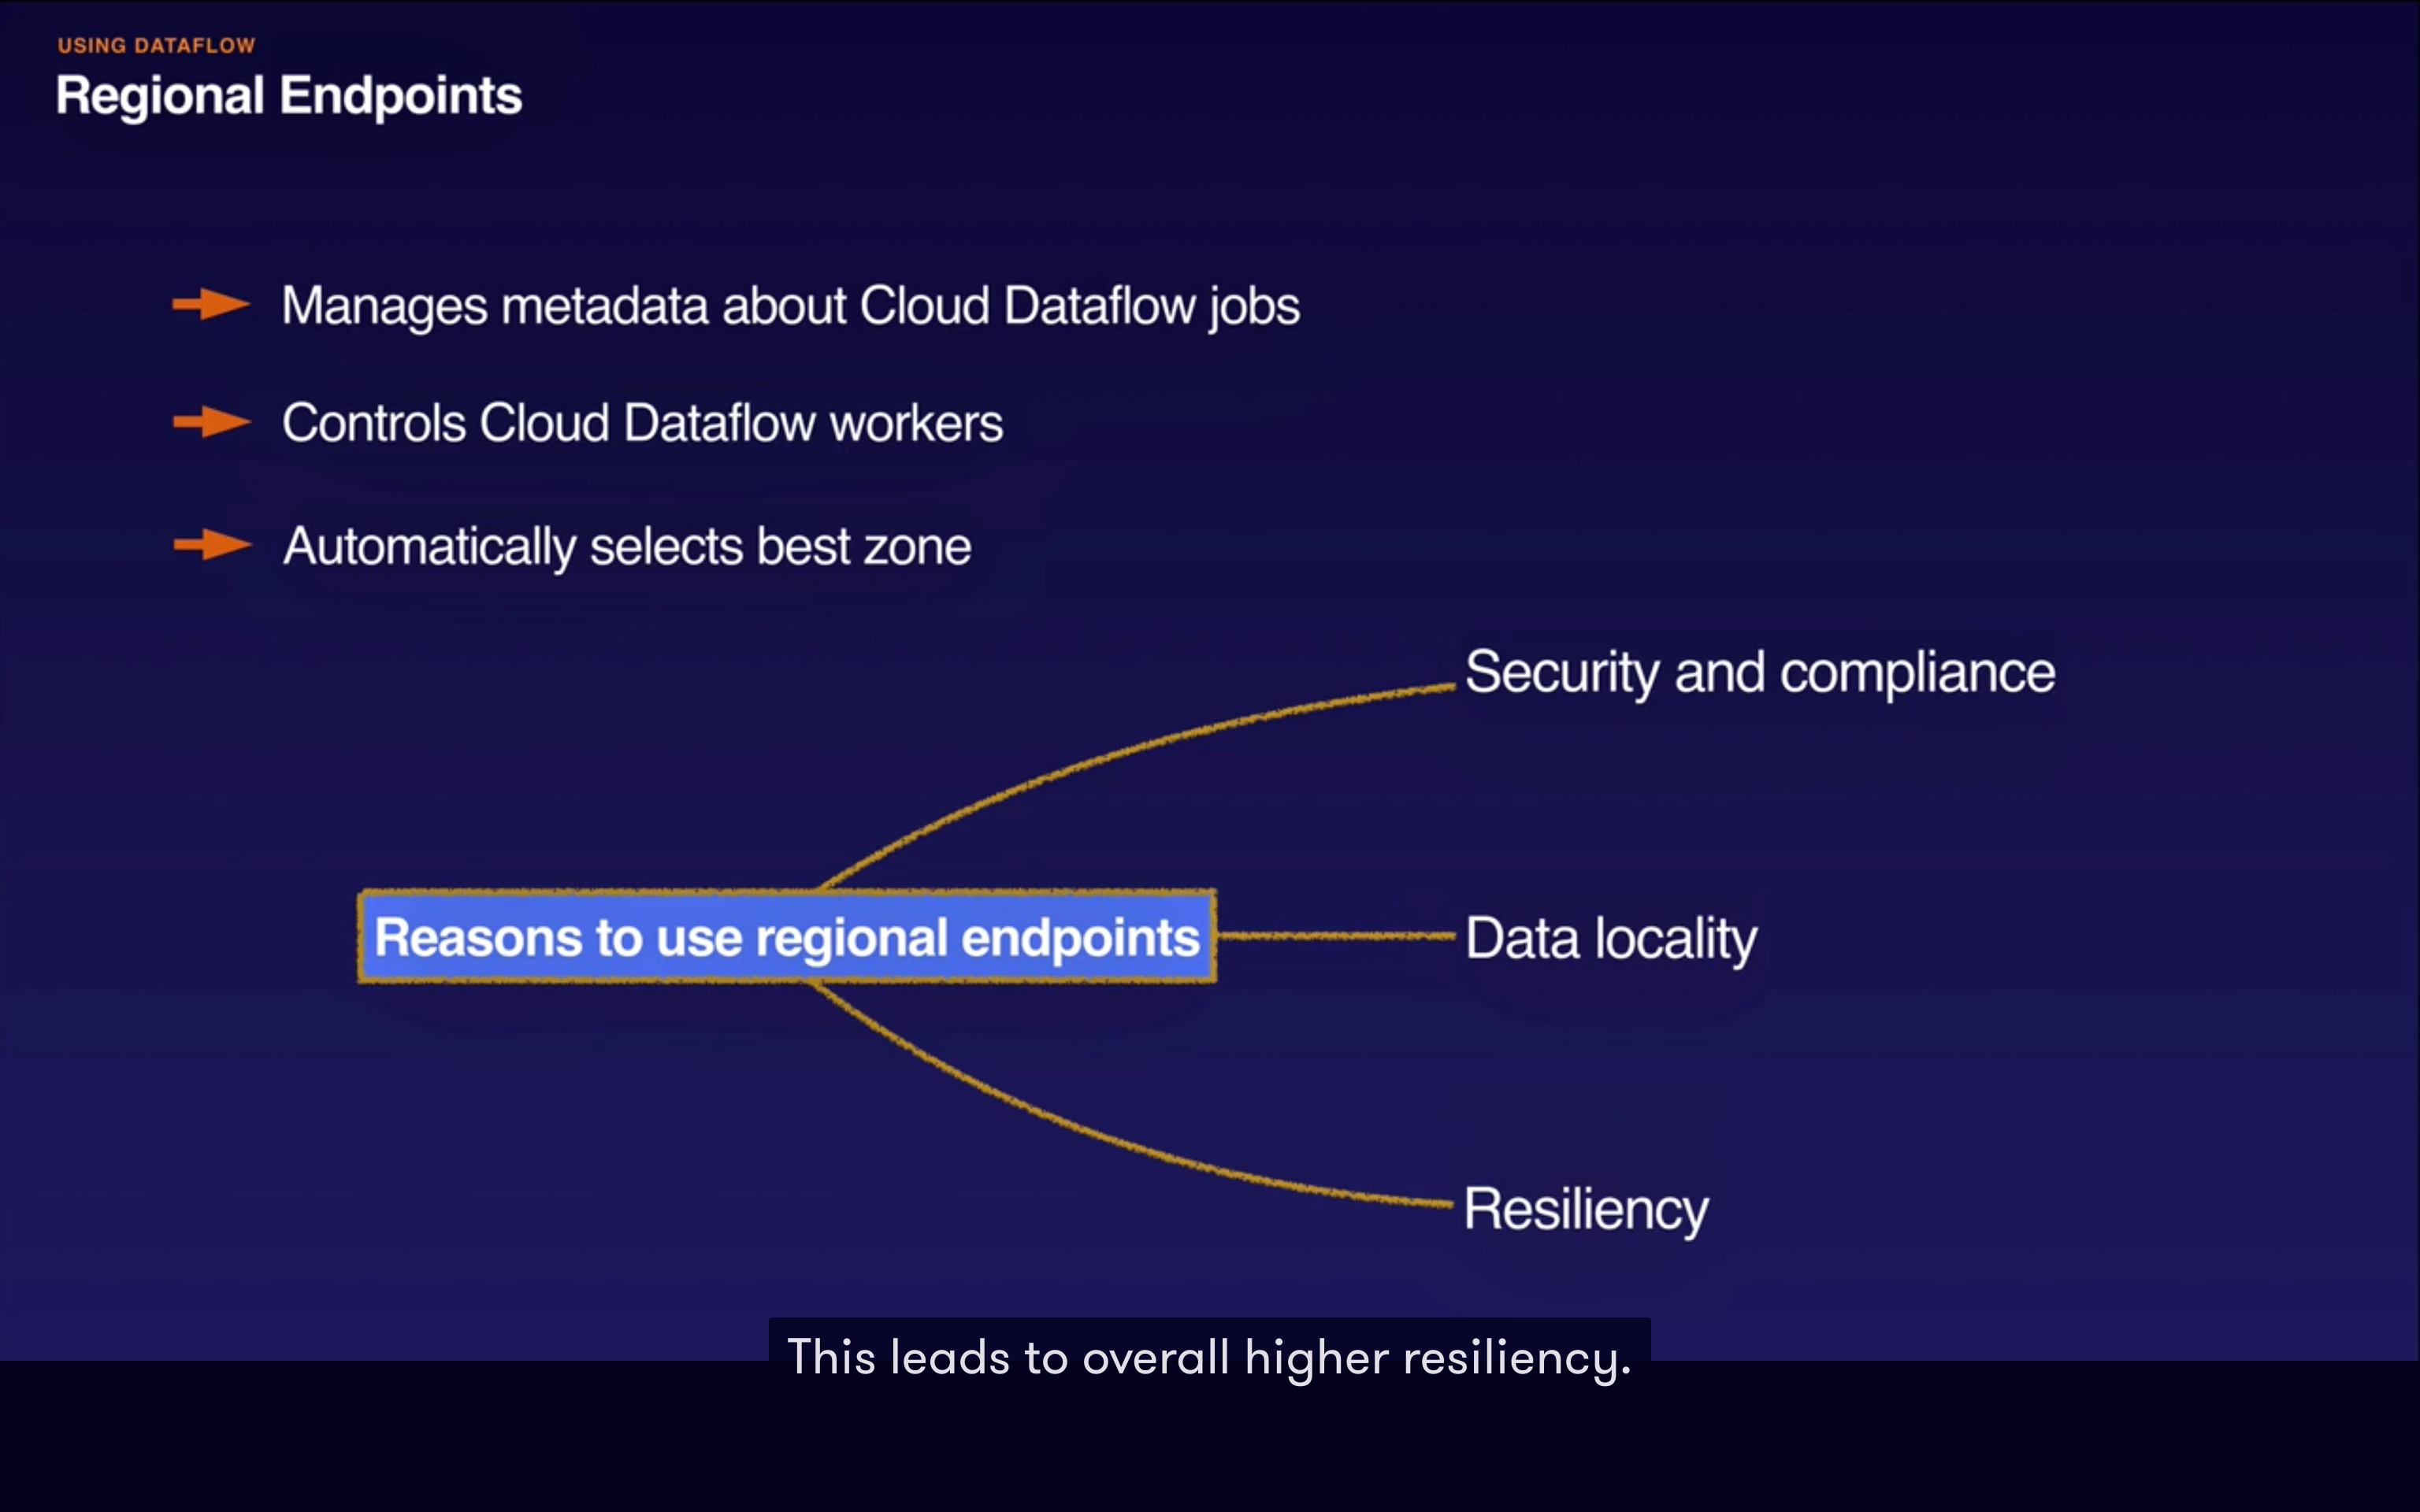 USING DATAFLOW
Regional Endpoints
Manages metadata about Cloud Dataflow jobs
Controls Cloud Dataflow workers
Automatically selects best zone
Security and compliance
Reasons to use regional endpoints
Data locality
Resiliency
This leads to overall higher resiliency.